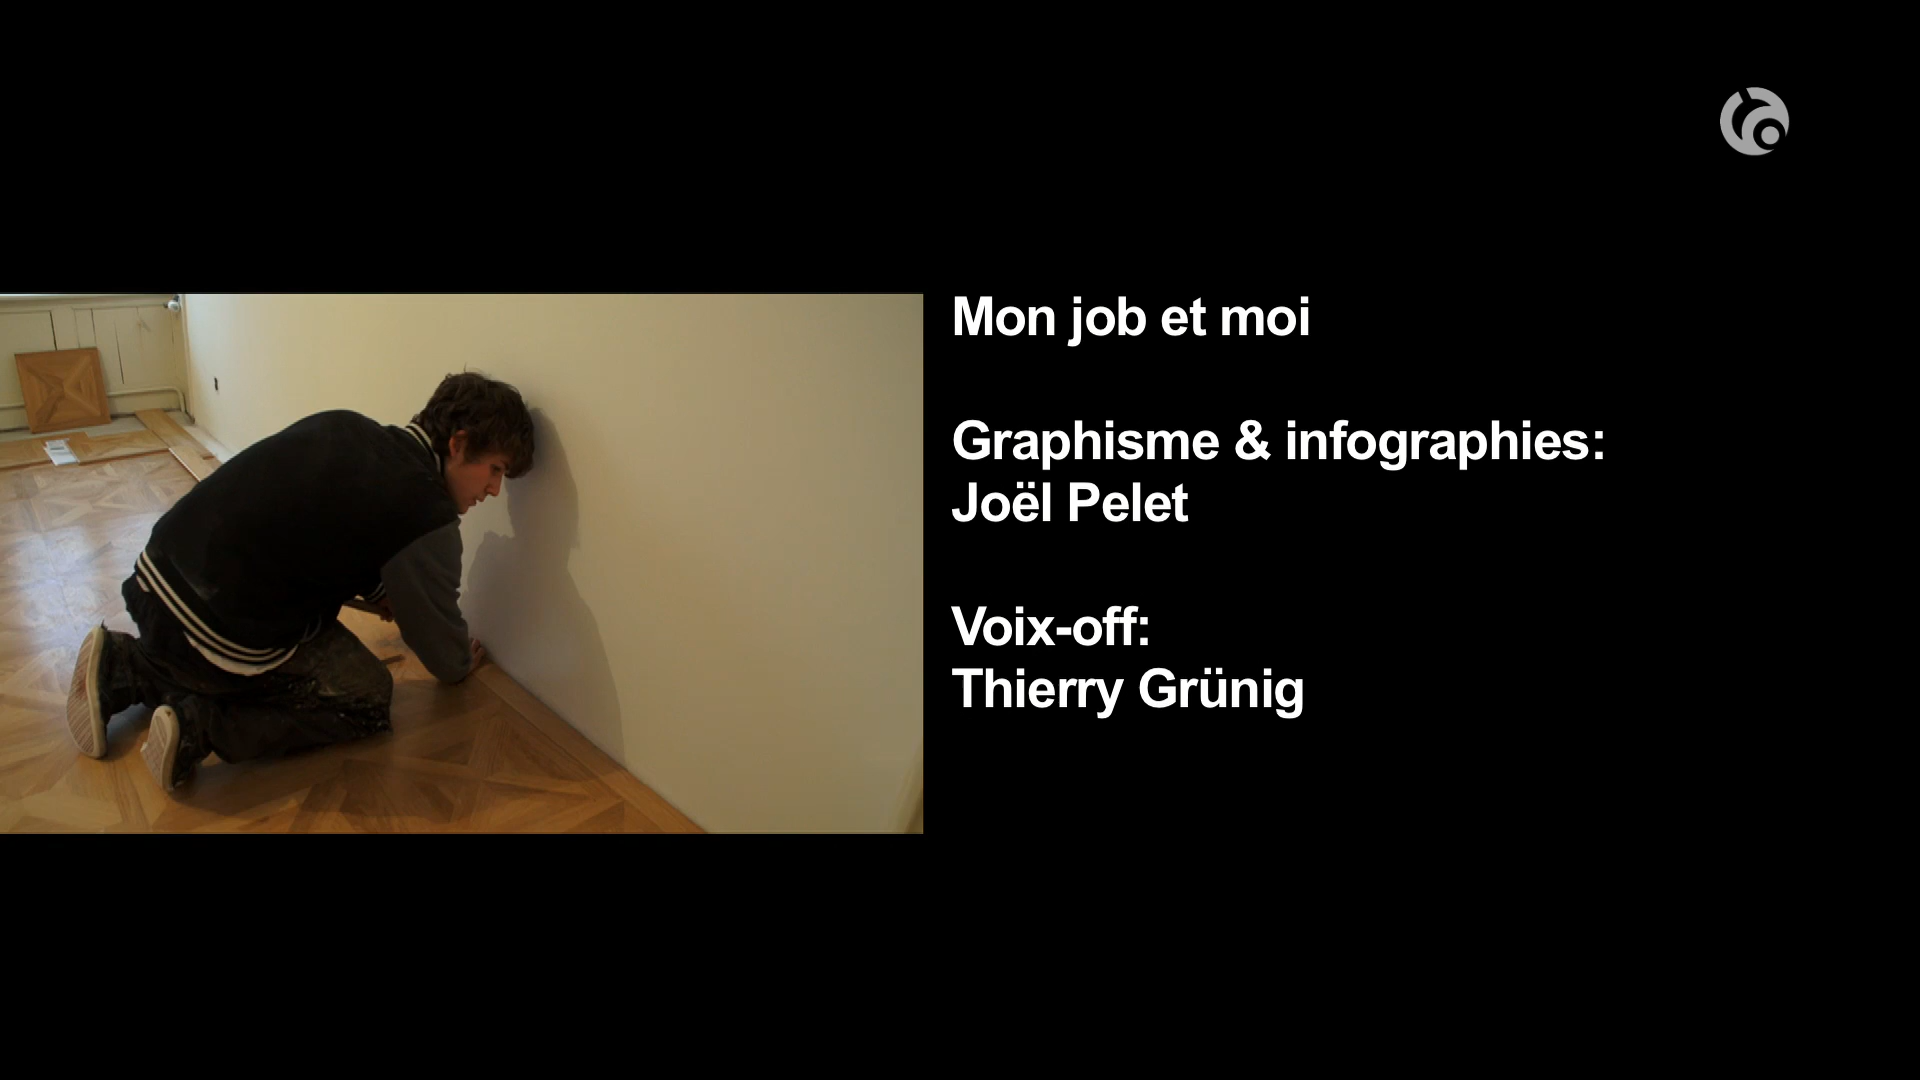 Mon job et moi
Graphisme & infographies:
Joël Pelet
Voix-off:
Thierry Grünig